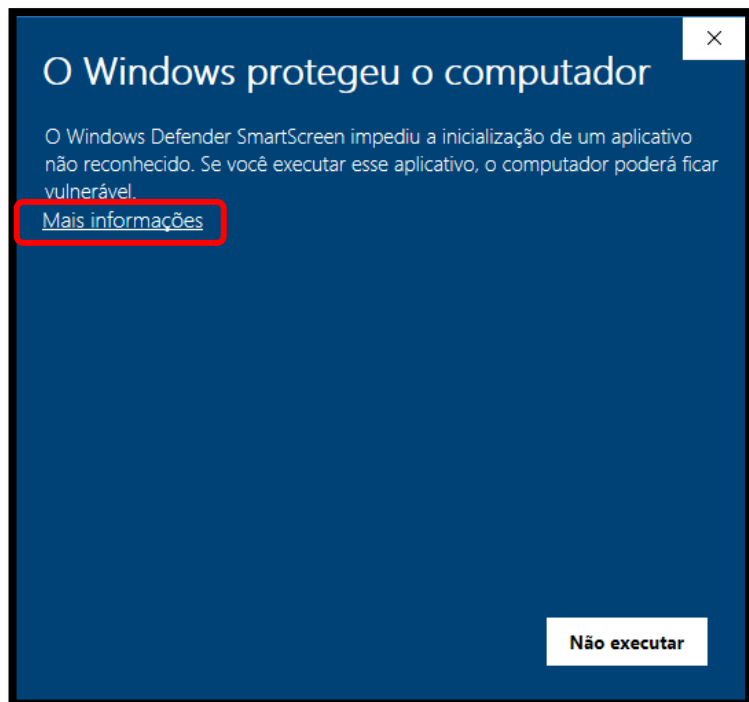 O Windows protegeu o computador
O Windows Defender SmartScreen impediu a inicialização de um aplicativo
não reconhecido. Se você executar esse aplicativo, o computador poderá ficar
vulnerável.
Mais informações
Não executar